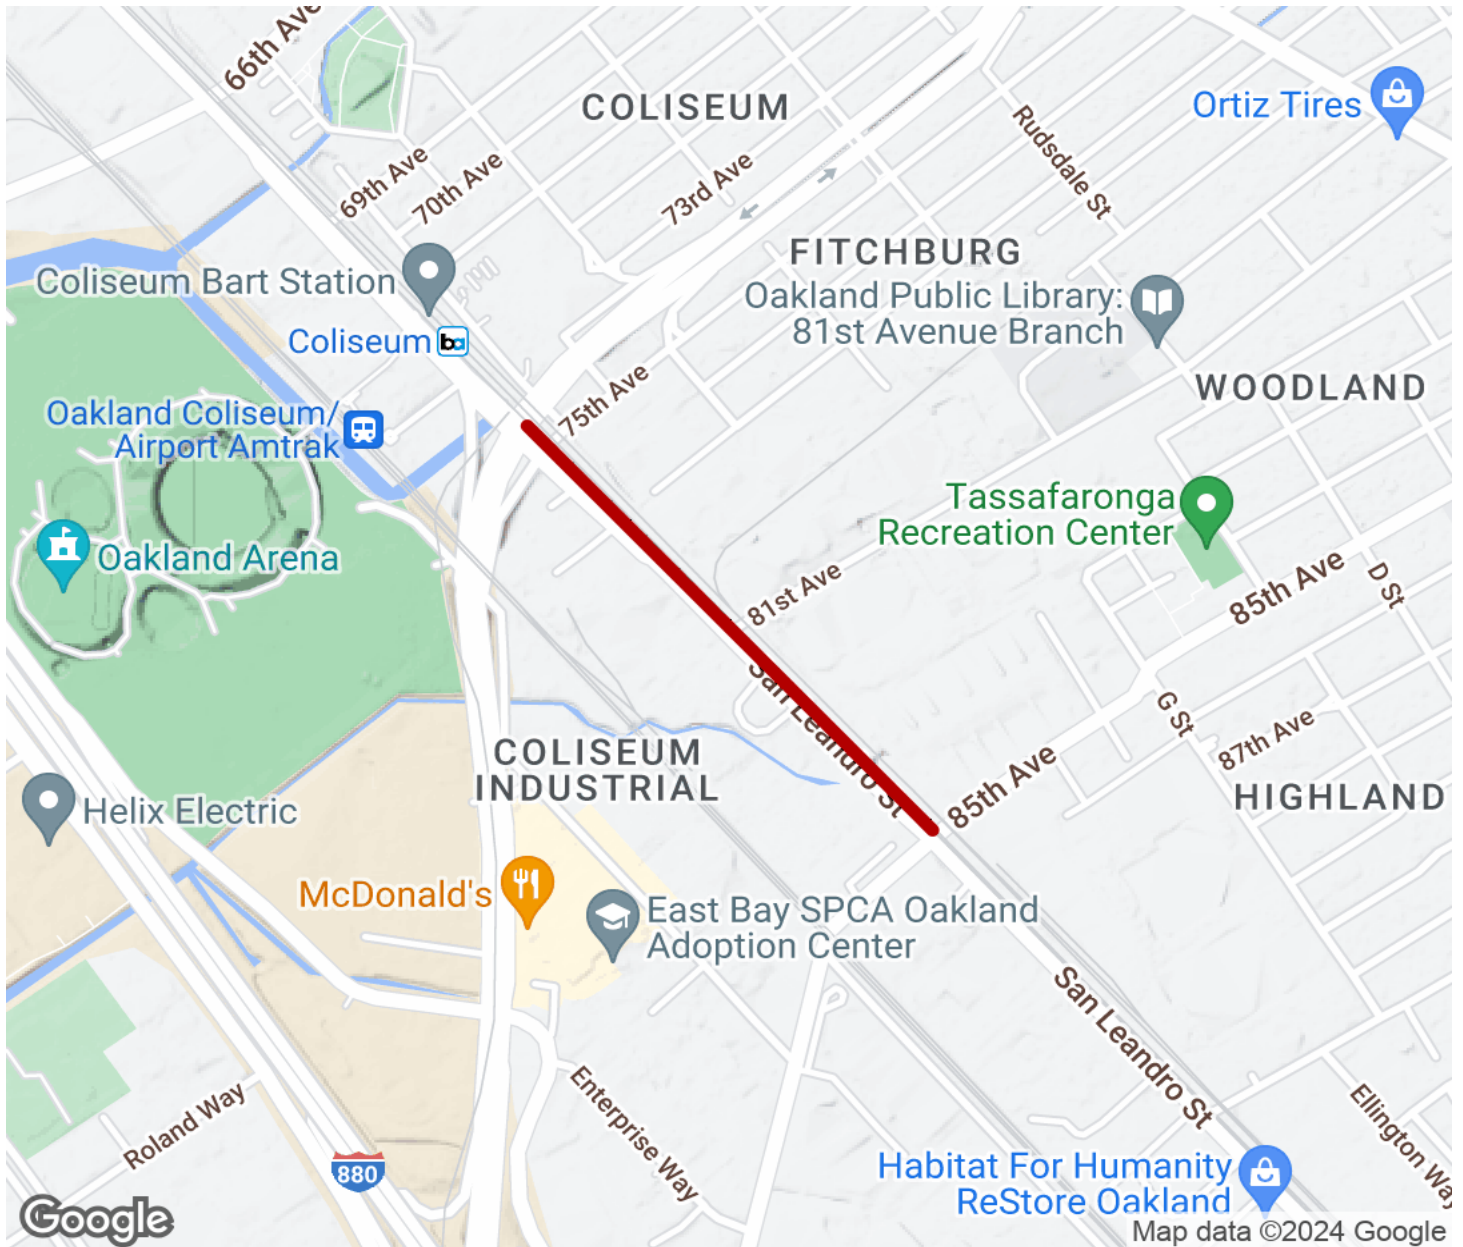 66th Ave
COLISEUM
Ortiz Tires
Rudsdale St
69th Ave
70th Ave
73rd Ave
FITCHBURG
Coliseum Bart Station
Oakland Public Library:
81st Avenue Branch
Coliseum ba
WOODLAND
75th Ave
Oakland Coliseum/
Airport Amtrak
Tassafaronga
Recreation Center
Oakland Arena
81st Ave
85th Ave
D St
San Leandro St
G St
87th Ave
COLISEUM
INDUSTRIAL
85th Ave
HIGHLAND
Helix Electric
McDonald's
East Bay SPCA Oakland
Adoption Center
San Leandro St
Enterprise Way
Roland Way
Ellington Way
880
Habitat For Humanity
ReStore Oakland
Google
Map data ©2024 Google